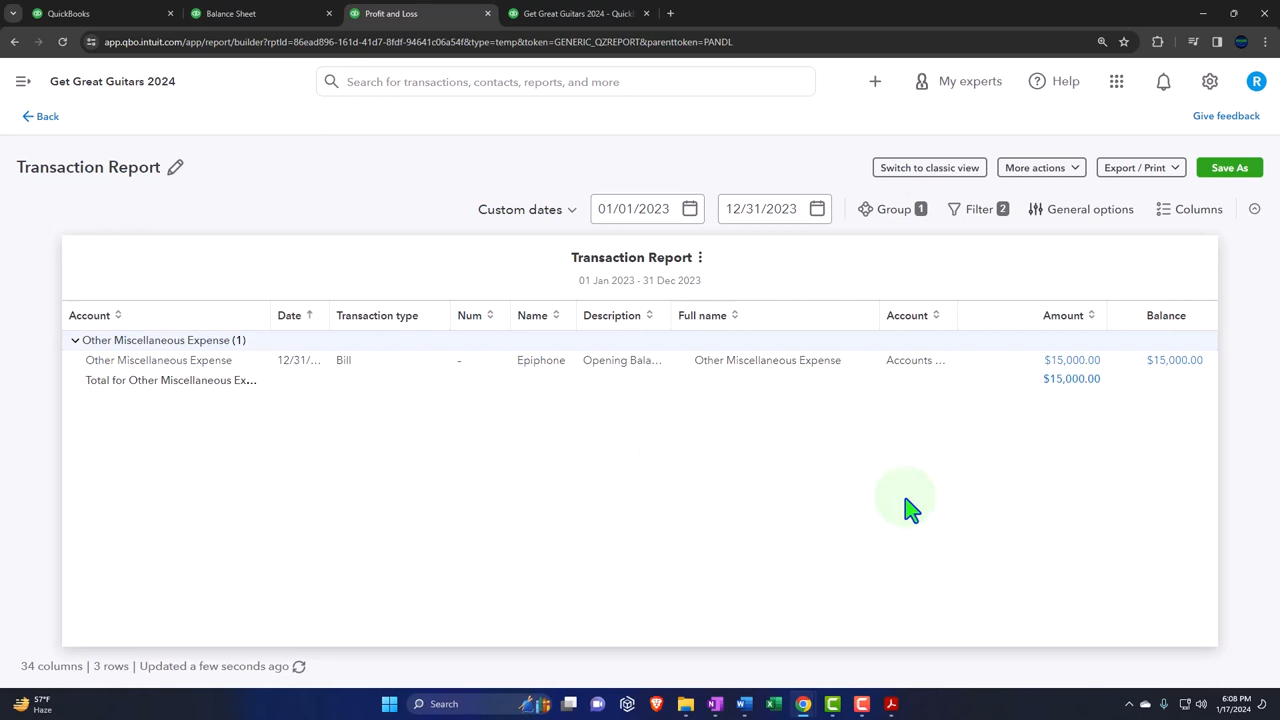 QuickBooks
Balance Sheet
Profit and Loss
Get Great Guitars 2024 - Quickl
app.qbo.intuit.com/app/report/builder?rptId=86ead896-161d-41d7-8fdf-94641c06a54f&type=temp&token=GENERIC_QZREPORT&parenttoken=PANDL
Get Great Guitars 2024
Search for transactions, contacts, reports, and more
My experts
Help
R
Back
Give feedback
Transaction Report
Switch to classic view
More actions
Export / Print
Save As
Custom dates
01/01/2023
12/31/2023
Group 1
Filter 2
General options
Columns
Transaction Report
01 Jan 2023 - 31 Dec 2023
Account Date Transaction type Num Name Description Full name Account Amount Balance
Other Miscellaneous Expense (1)
Other Miscellaneous Expense 12/31/... Bill – Epiphone Opening Bala... Other Miscellaneous Expense Accounts ... $15,000.00 $15,000.00
Total for Other Miscellaneous Ex... $15,000.00
34 columns | 3 rows | Updated a few seconds ago
57°F
Haze
Search
6:08 PM
1/17/2024